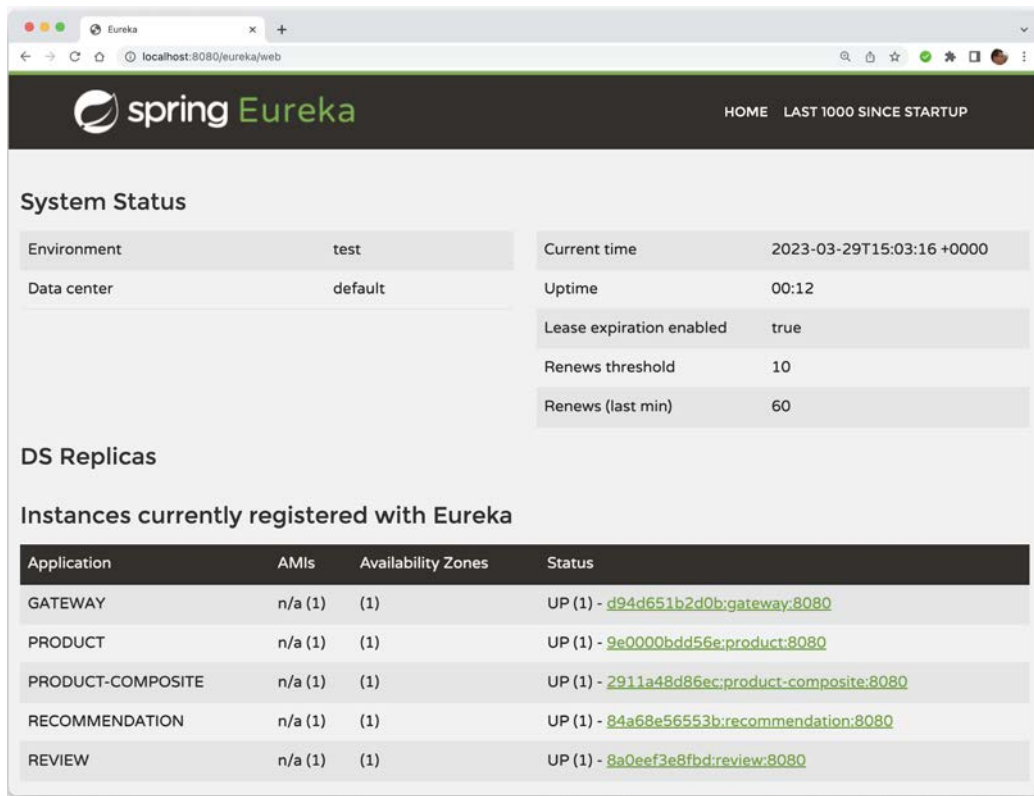 Eureka
localhost:8080/eureka/web
spring Eureka
HOME LAST 1000 SINCE STARTUP
System Status
Environment test
Data center default
Current time 2023-03-29T15:03:16 +0000
Uptime 00:12
Lease expiration enabled true
Renews threshold 10
Renews (last min) 60
DS Replicas
Instances currently registered with Eureka
Application AMIs Availability Zones Status
GATEWAY n/a (1) (1) UP (1) - d94d651b2d0b:gateway:8080
PRODUCT n/a (1) (1) UP (1) - 9e0000bdd56e:product:8080
PRODUCT-COMPOSITE n/a (1) (1) UP (1) - 2911a48d86ec:product-composite:8080
RECOMMENDATION n/a (1) (1) UP (1) - 84a68e56553b:recommendation:8080
REVIEW n/a (1) (1) UP (1) - 8a0eef3e8fbd:review:8080